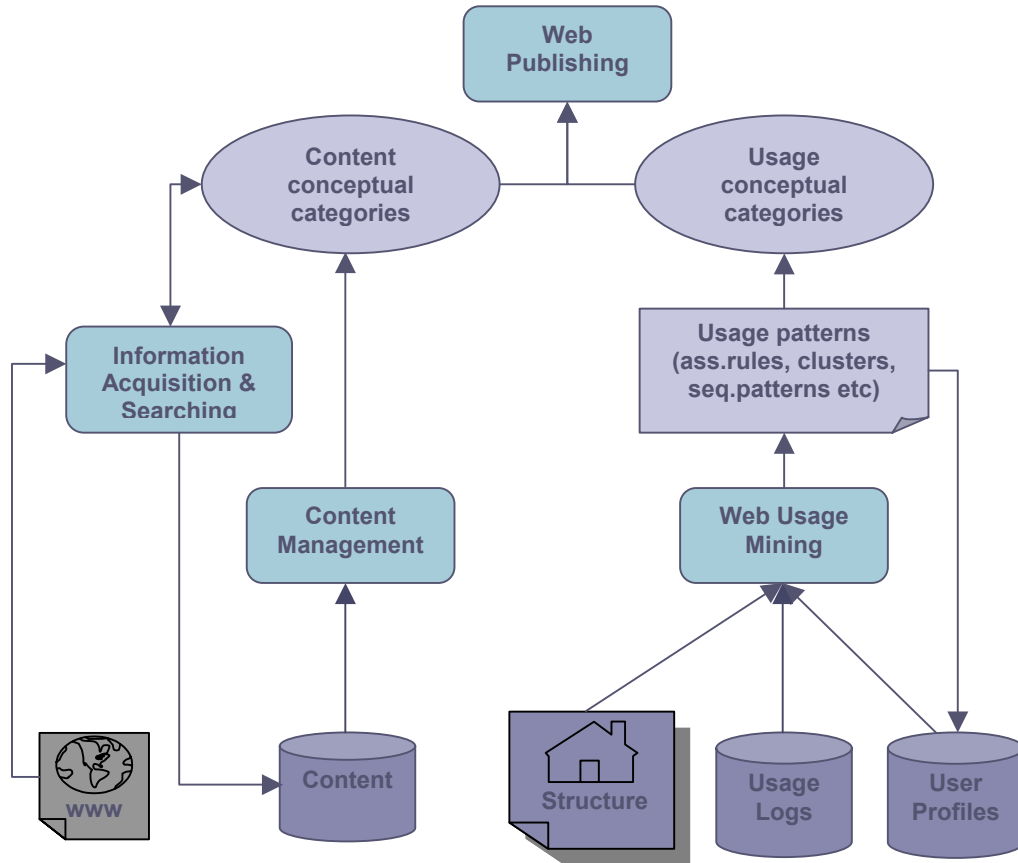 Web
Publishing
Content
conceptual
categories
Usage
conceptual
categories
Information
Acquisition &
Searching
Usage patterns
(ass.rules, clusters,
seq.patterns etc)
Content
Management
Web Usage
Mining
www
Content
Structure
Usage
Logs
User
Profiles